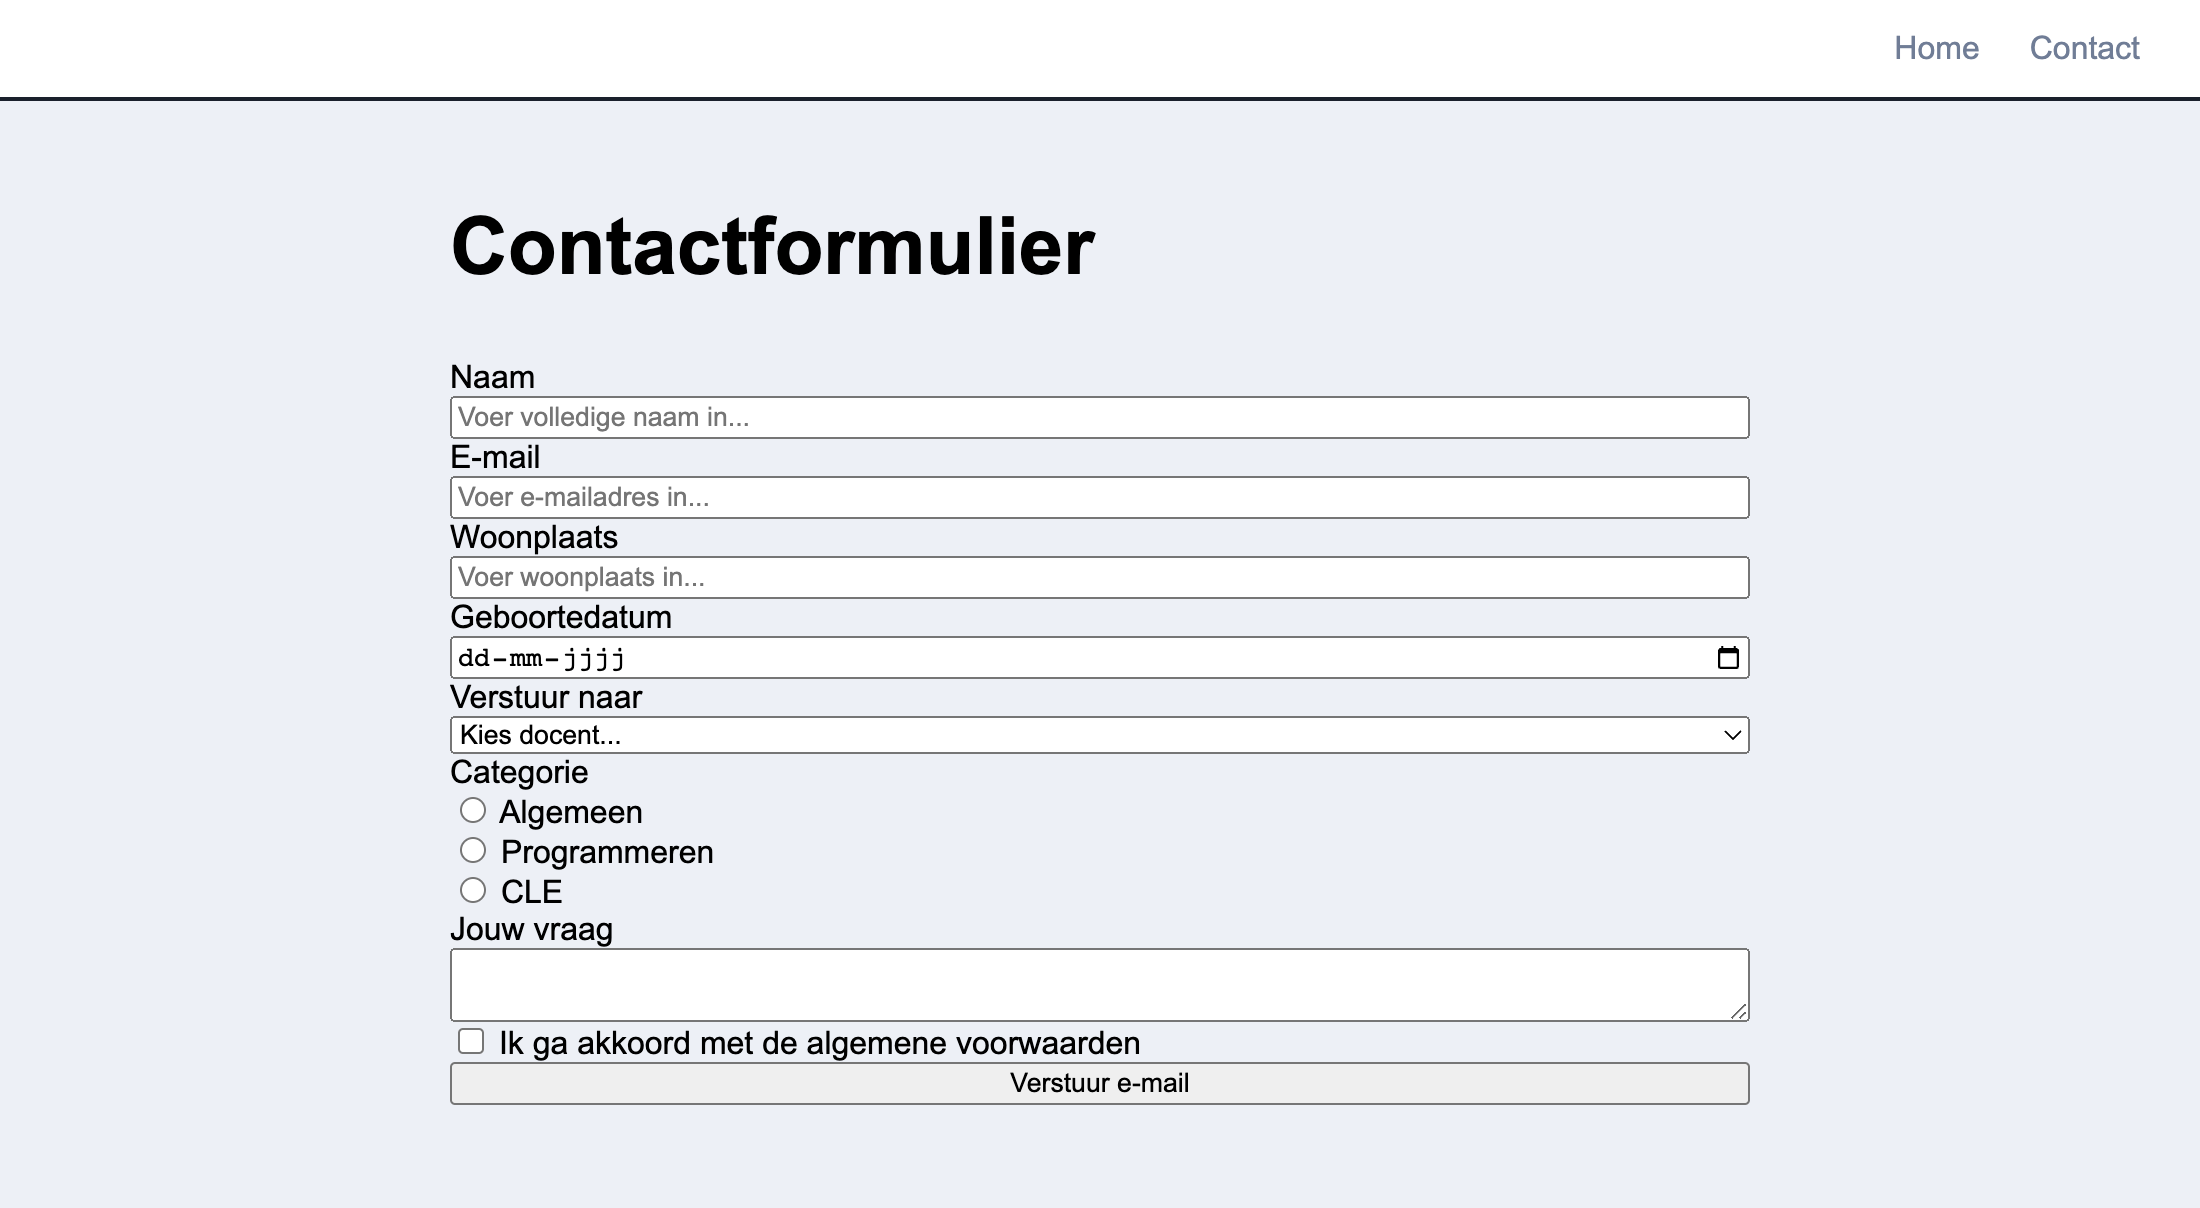 Home Contact
Contactformulier
Naam
Voer volledige naam in...
E-mail
Voer e-mailadres in...
Woonplaats
Voer woonplaats in...
Geboortedatum
dd-mm-jjjj
Verstuur naar
Kies docent...
Categorie
Algemeen
Programmeren
CLE
Jouw vraag
Ik ga akkoord met de algemene voorwaarden
Verstuur e-mail